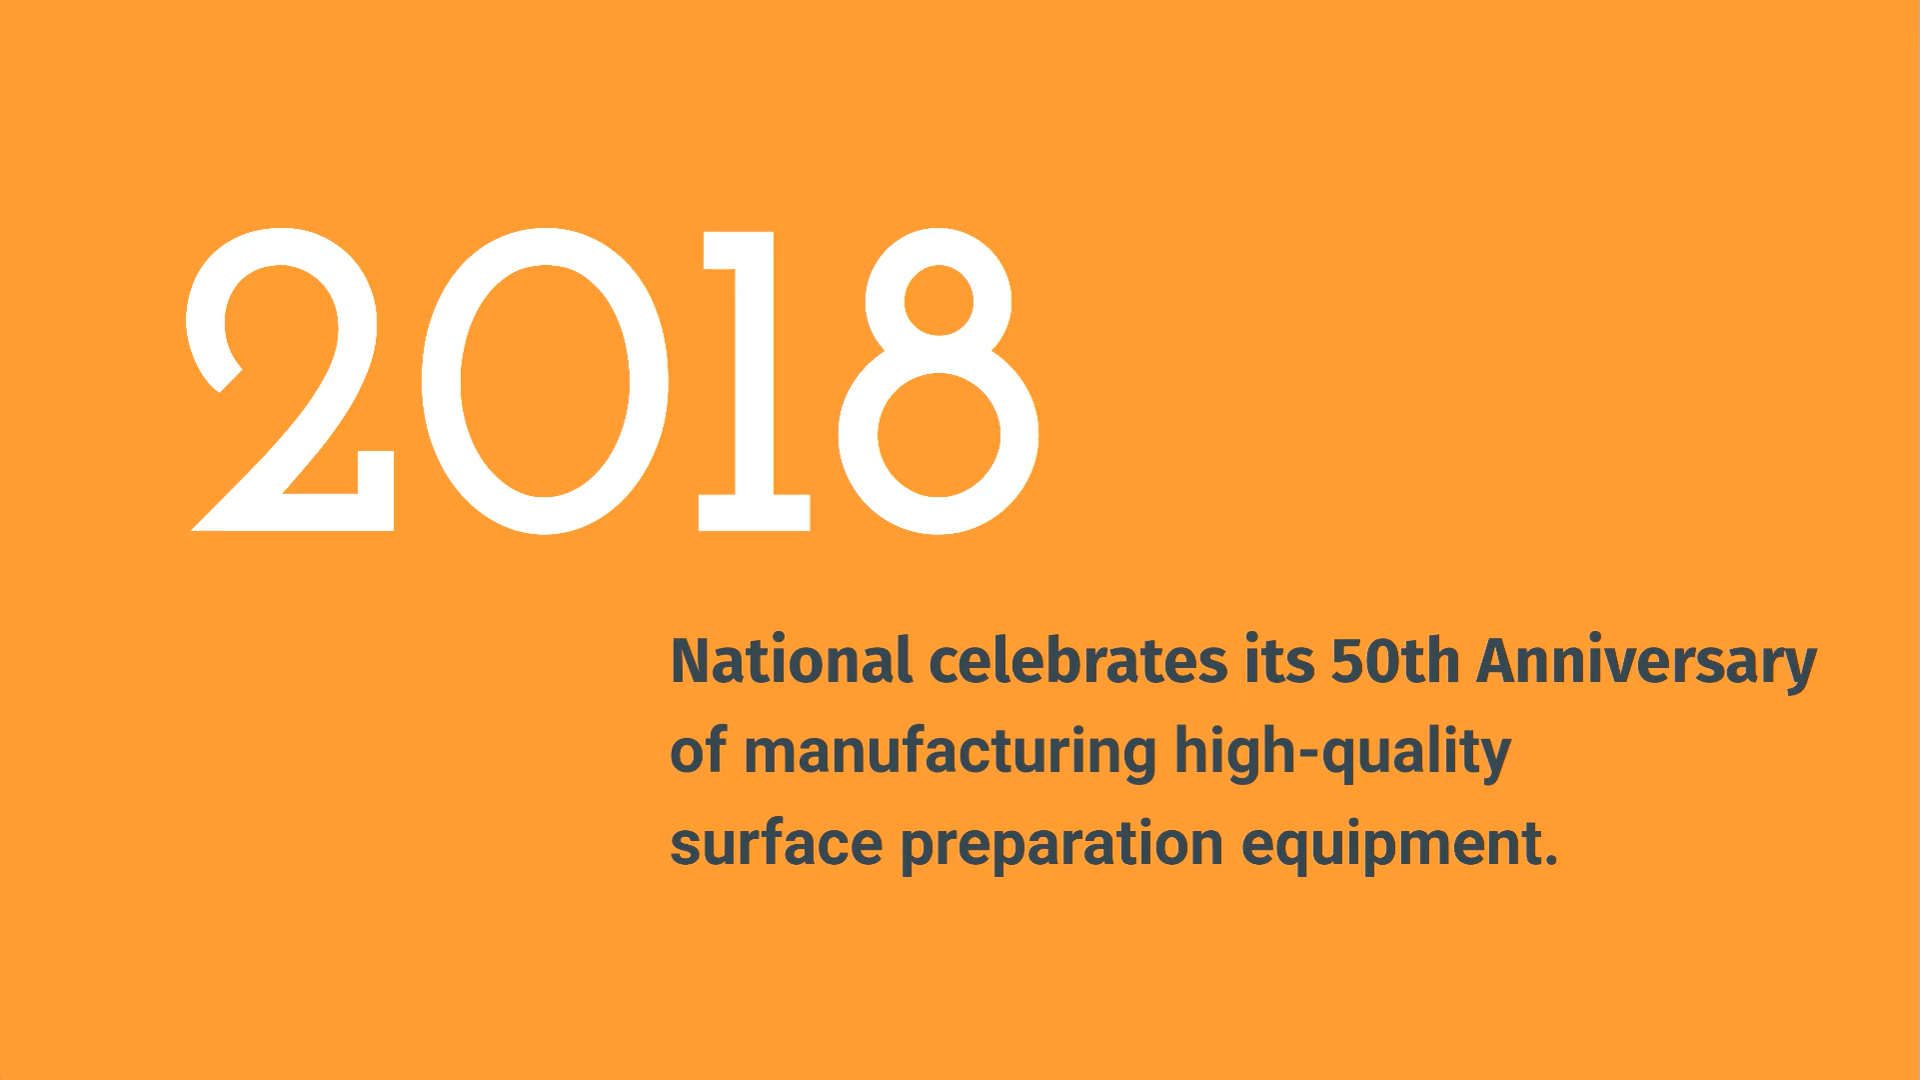 2018
National celebrates its 50th Anniversary
of manufacturing high-quality
surface preparation equipment.